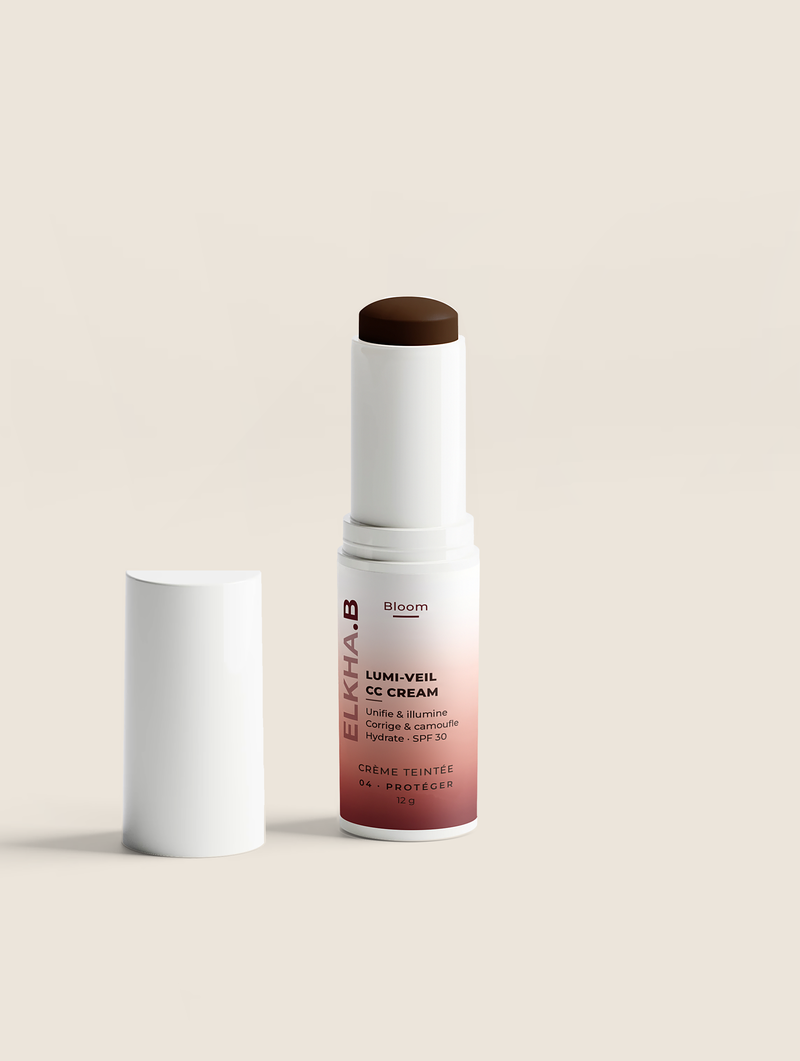 Bloom
ELKHA.B
LUMI-VEIL
CC CREAM
Unifie & illumine
Corrige & camoufle
Hydrate · SPF 30
CRÈME TEINTÉE
04 · PROTÉGER
12 g